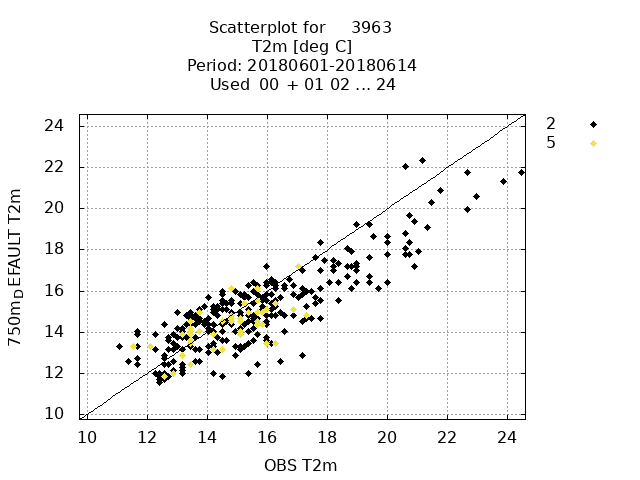 Scatterplot for 3963
T2m [deg C]
Period: 20180601-20180614
Used 00 + 01 02 ... 24
2
5
24
22
20
18
16
14
12
10
750mDEFAULT T2m
10 12 14 16 18 20 22 24
OBS T2m